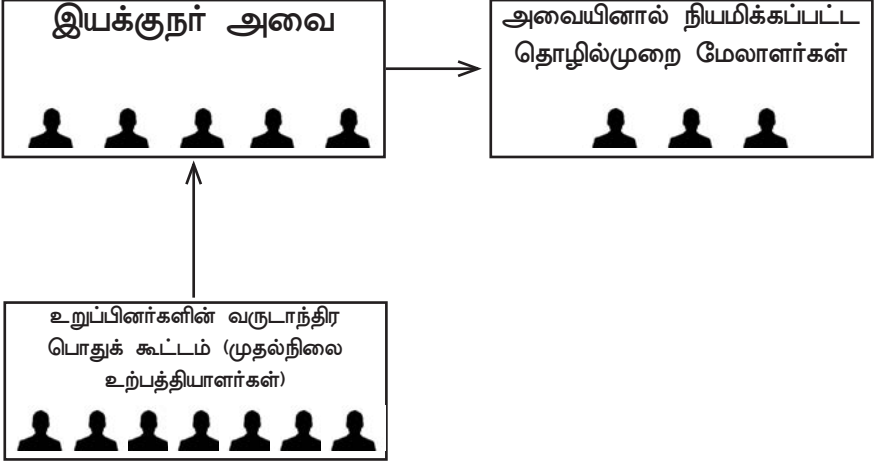 இயக்குநர் அவை
அவையினால் நியமிக்கப்பட்ட
தொழில்முறை மேலாளர்கள்
உறுப்பினர்களின் வருடாந்திர
பொதுக் கூட்டம் (முதல்நிலை
உற்பத்தியாளர்கள்)